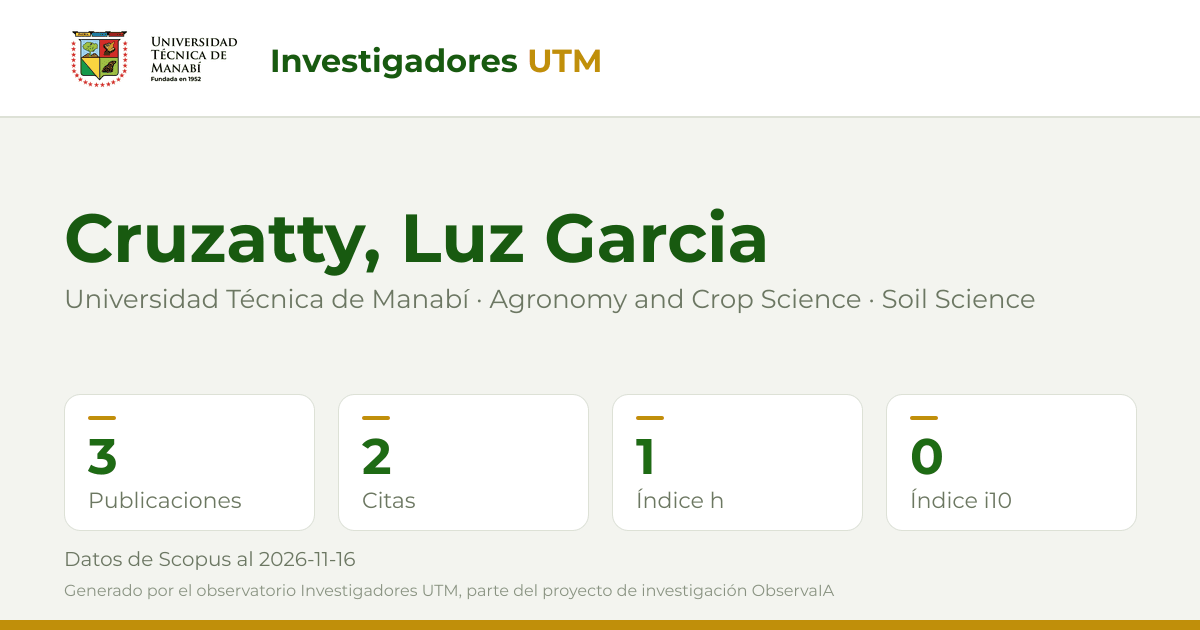 UNIVERSIDAD
TÉCNICA DE
MANABÍ
Fundada en 1952
Investigadores UTM
Cruzatty, Luz Garcia
Universidad Técnica de Manabí · Agronomy and Crop Science · Soil Science
3
Publicaciones
2
Citas
1
Índice h
0
Índice i10
Datos de Scopus al 2026-11-16
Generado por el observatorio Investigadores UTM, parte del proyecto de investigación ObservaIA